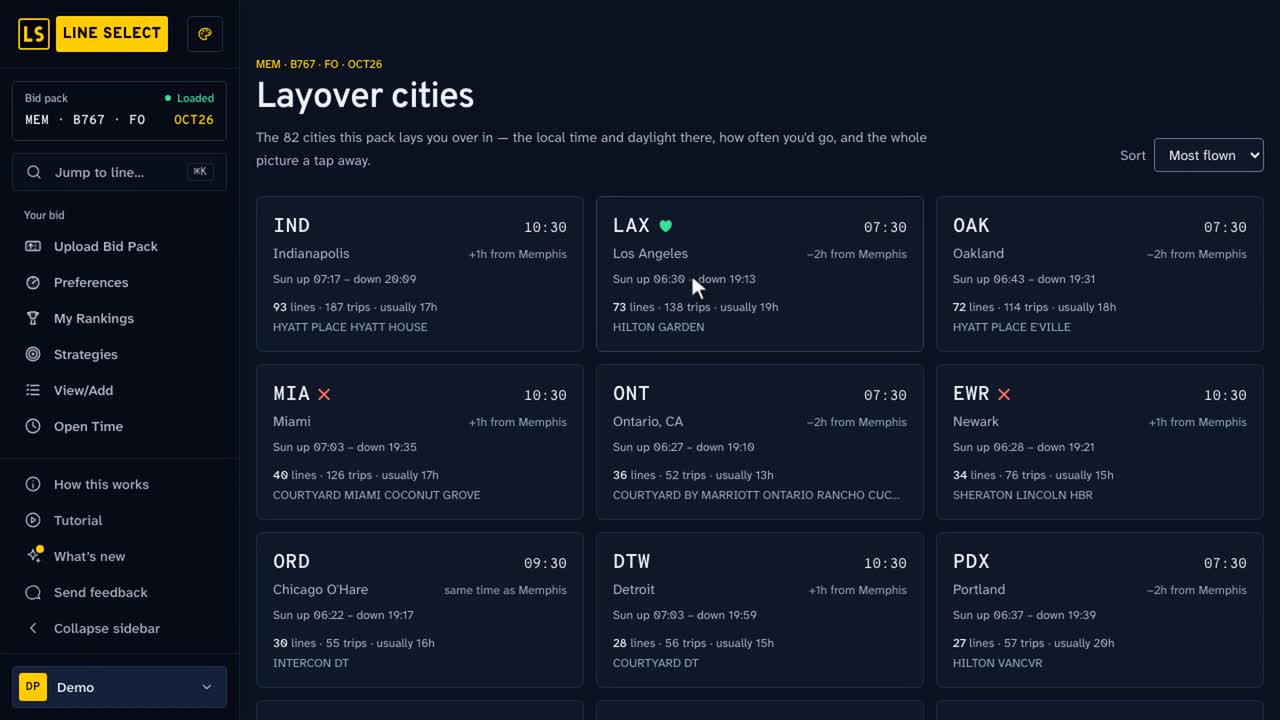 LS LINE SELECT
Bid pack
Loaded
MEM · B767 · FO OCT26
Jump to line... ⌘K
Your bid
Upload Bid Pack
Preferences
My Rankings
Strategies
View/Add
Open Time
How this works
Tutorial
What's new
Send feedback
Collapse sidebar
DP Demo
MEM · B767 · FO · OCT26
Layover cities
The 82 cities this pack lays you over in — the local time and daylight there, how often you'd go, and the whole
picture a tap away.
Sort Most flown
IND 10:30
Indianapolis +1h from Memphis
Sun up 07:17 – down 20:09
93 lines · 187 trips · usually 17h
HYATT PLACE HYATT HOUSE
LAX 07:30
Los Angeles −2h from Memphis
Sun up 06:30 – down 19:13
73 lines · 138 trips · usually 19h
HILTON GARDEN
OAK 07:30
Oakland −2h from Memphis
Sun up 06:43 – down 19:31
72 lines · 114 trips · usually 18h
HYATT PLACE E'VILLE
MIA 10:30
Miami +1h from Memphis
Sun up 07:03 – down 19:35
40 lines · 126 trips · usually 17h
COURTYARD MIAMI COCONUT GROVE
ONT 07:30
Ontario, CA −2h from Memphis
Sun up 06:27 – down 19:10
36 lines · 52 trips · usually 13h
COURTYARD BY MARRIOTT ONTARIO RANCHO CUC...
EWR 10:30
Newark +1h from Memphis
Sun up 06:28 – down 19:21
34 lines · 76 trips · usually 15h
SHERATON LINCOLN HBR
ORD 09:30
Chicago O'Hare same time as Memphis
Sun up 06:22 – down 19:17
30 lines · 55 trips · usually 16h
INTERCON DT
DTW 10:30
Detroit +1h from Memphis
Sun up 07:03 – down 19:59
28 lines · 56 trips · usually 15h
COURTYARD DT
PDX 07:30
Portland −2h from Memphis
Sun up 06:37 – down 19:39
27 lines · 57 trips · usually 20h
HILTON VANCVR